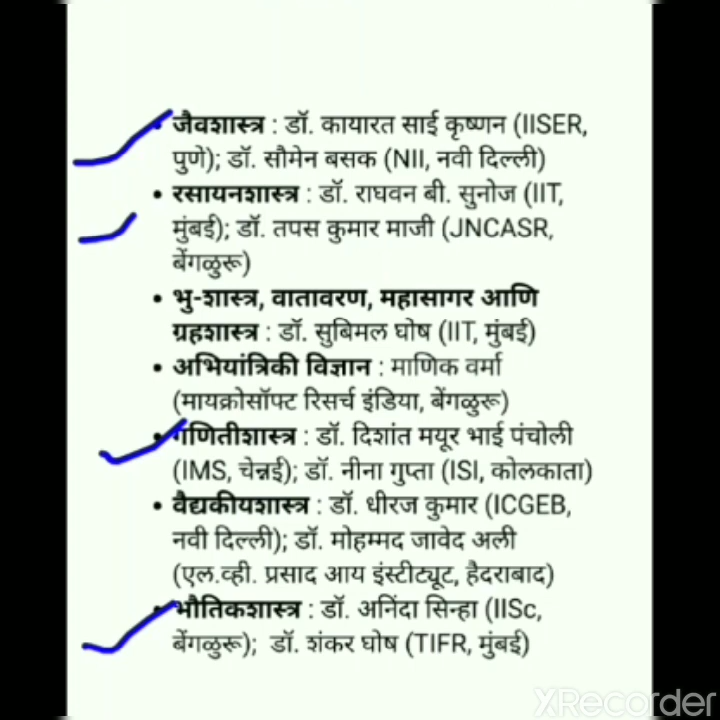 • जैवशास्त्र : डॉ. कायारत साई कृष्णन (IISER,
पुणे); डॉ. सौमेन बसक (NII, नवी दिल्ली)
• रसायनशास्त्र : डॉ. राघवन बी. सुनोज (IIT,
मुंबई); डॉ. तपस कुमार माजी (JNCASR,
बेंगळुरू)
• भु-शास्त्र, वातावरण, महासागर आणि
ग्रहशास्त्र : डॉ. सुबिमल घोष (IIT, मुंबई)
• अभियांत्रिकी विज्ञान : माणिक वर्मा
(मायक्रोसॉफ्ट रिसर्च इंडिया, बेंगळुरू)
• गणितीशास्त्र : डॉ. दिशांत मयूर भाई पंचोली
(IMS, चेन्नई); डॉ. नीना गुप्ता (ISI, कोलकाता)
• वैद्यकीयशास्त्र : डॉ. धीरज कुमार (ICGEB,
नवी दिल्ली); डॉ. मोहम्मद जावेद अली
(एल.व्ही. प्रसाद आय इंस्टीट्यूट, हैदराबाद)
• भौतिकशास्त्र : डॉ. अनिंदा सिन्हा (IISc,
बेंगळुरू); डॉ. शंकर घोष (TIFR, मुंबई)
XRecorder